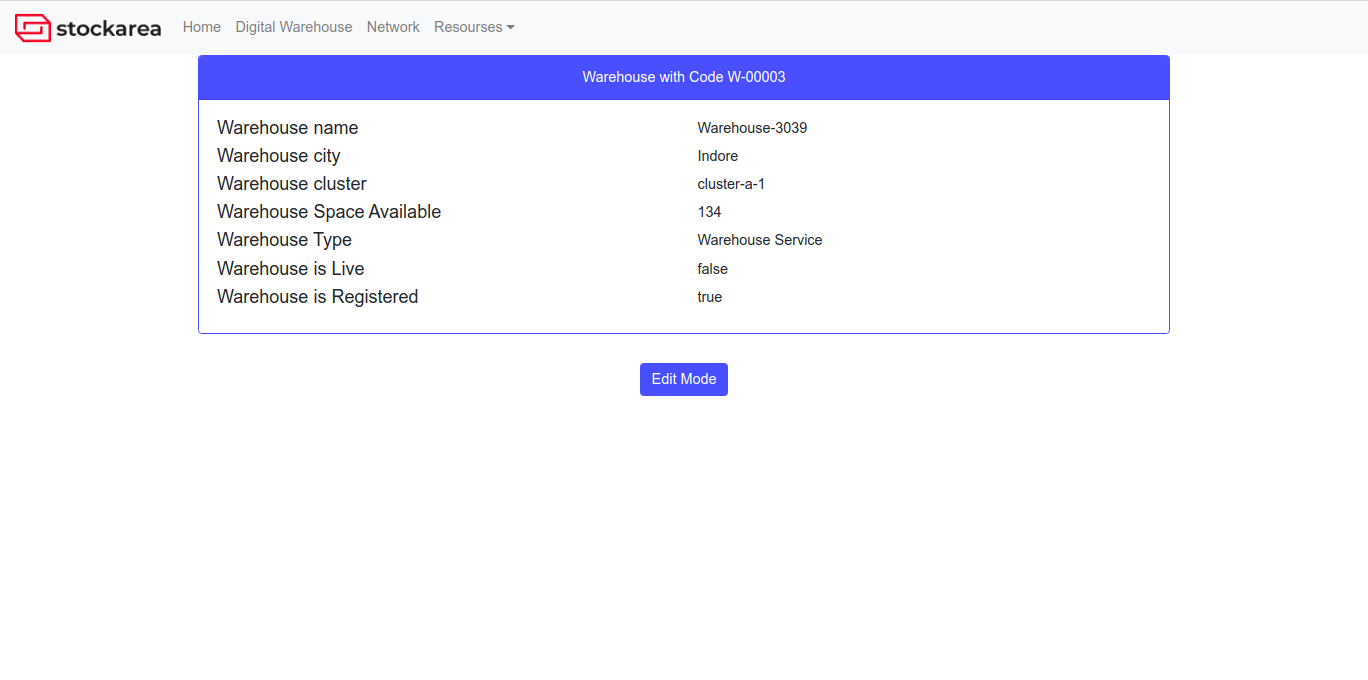 stockarea Home Digital Warehouse Network Resourses
Warehouse with Code W-00003
Warehouse name Warehouse-3039
Warehouse city Indore
Warehouse cluster cluster-a-1
Warehouse Space Available 134
Warehouse Type Warehouse Service
Warehouse is Live false
Warehouse is Registered true
Edit Mode